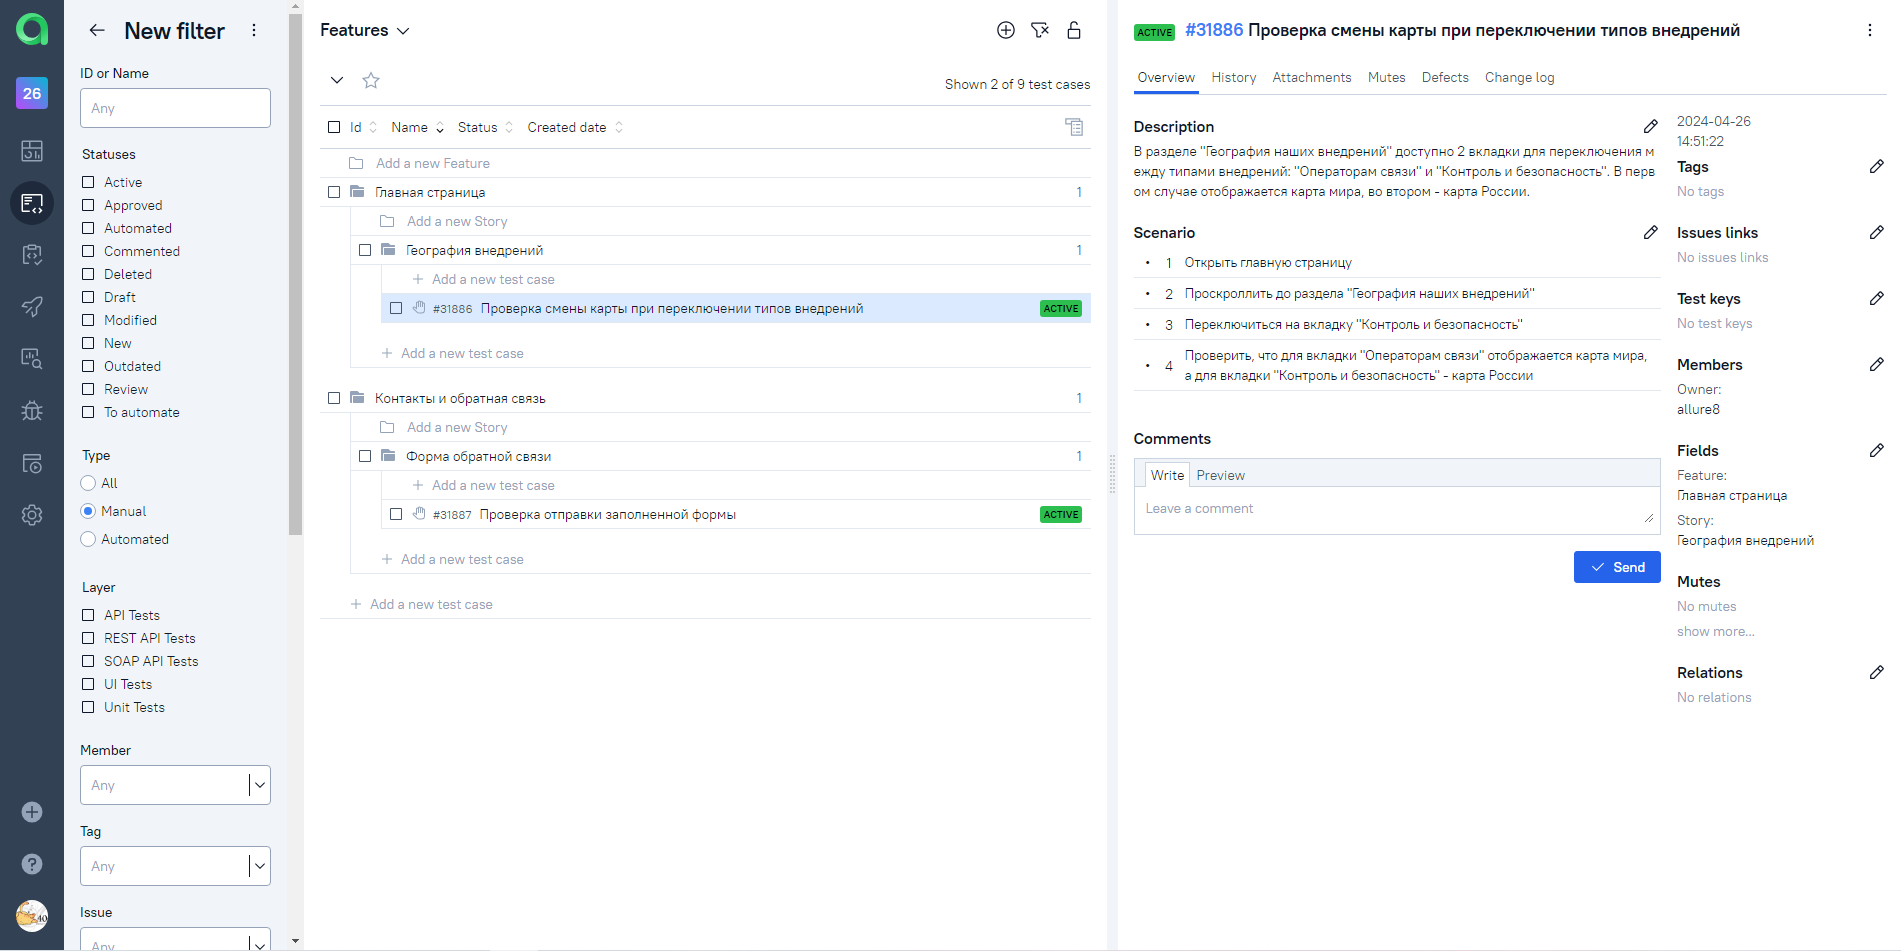 26
New filter
ID or Name
Any
Statuses
Active
Approved
Automated
Commented
Deleted
Draft
Modified
New
Outdated
Review
To automate
Type
All
Manual
Automated
Layer
API Tests
REST API Tests
SOAP API Tests
UI Tests
Unit Tests
Member
Any
Tag
Any
Issue
Any
Features
Shown 2 of 9 test cases
Id Name Status Created date
Add a new Feature
Главная страница 1
Add a new Story
География внедрений 1
Add a new test case
#31886 Проверка смены карты при переключении типов внедрений ACTIVE
Add a new test case
Контакты и обратная связь 1
Add a new Story
Форма обратной связи 1
Add a new test case
#31887 Проверка отправки заполненной формы ACTIVE
Add a new test case
Add a new test case
ACTIVE #31886 Проверка смены карты при переключении типов внедрений
Overview History Attachments Mutes Defects Change log
Description
В разделе "География наших внедрений" доступно 2 вкладки для переключения м
ежду типами внедрений: "Операторам связи" и "Контроль и безопасность". В перв
ом случае отображается карта мира, во втором - карта России.
Scenario
1 Открыть главную страницу
2 Проскроллить до раздела "География наших внедрений"
3 Переключиться на вкладку "Контроль и безопасность"
4 Проверить, что для вкладки "Операторам связи" отображается карта мира,
а для вкладки "Контроль и безопасность" - карта России
Comments
Write Preview
Leave a comment
Send
2024-04-26
14:51:22
Tags
No tags
Issues links
No issues links
Test keys
No test keys
Members
Owner:
allure8
Fields
Feature:
Главная страница
Story:
География внедрений
Mutes
No mutes
show more...
Relations
No relations